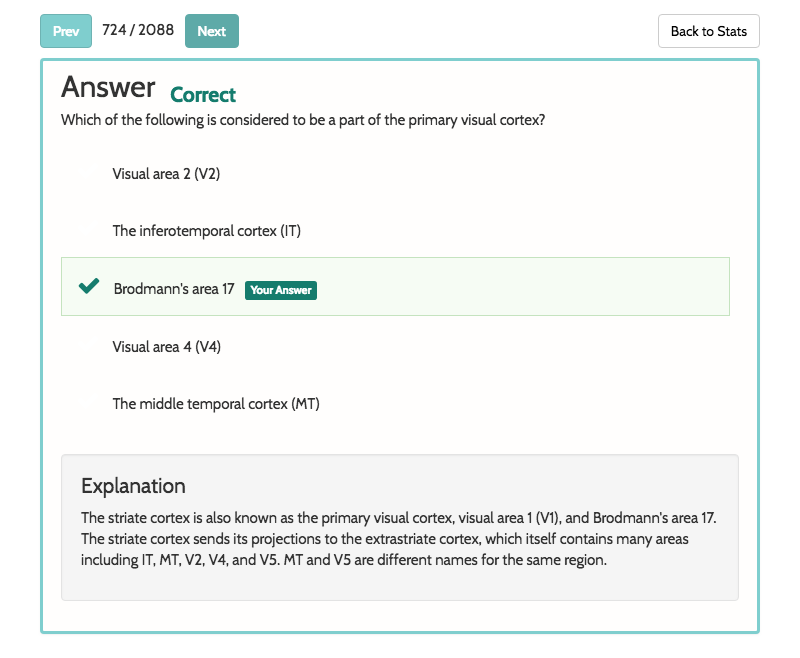 Prev 724 / 2088 Next Back to Stats
Answer Correct
Which of the following is considered to be a part of the primary visual cortex?
Visual area 2 (V2)
The inferotemporal cortex (IT)
Brodmann's area 17 Your Answer
Visual area 4 (V4)
The middle temporal cortex (MT)
Explanation
The striate cortex is also known as the primary visual cortex, visual area 1 (V1), and Brodmann's area 17.
The striate cortex sends its projections to the extrastriate cortex, which itself contains many areas
including IT, MT, V2, V4, and V5. MT and V5 are different names for the same region.